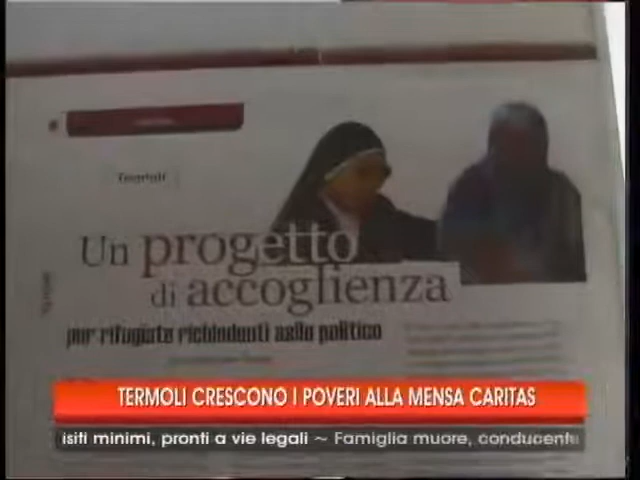 Termoli
Un progetto
di accoglienza
per rifugiate richiedenti asilo politico
TERMOLI CRESCONO I POVERI ALLA MENSA CARITAS
isiti minimi, pronti a vie legali ~ Famiglia muore, conducente